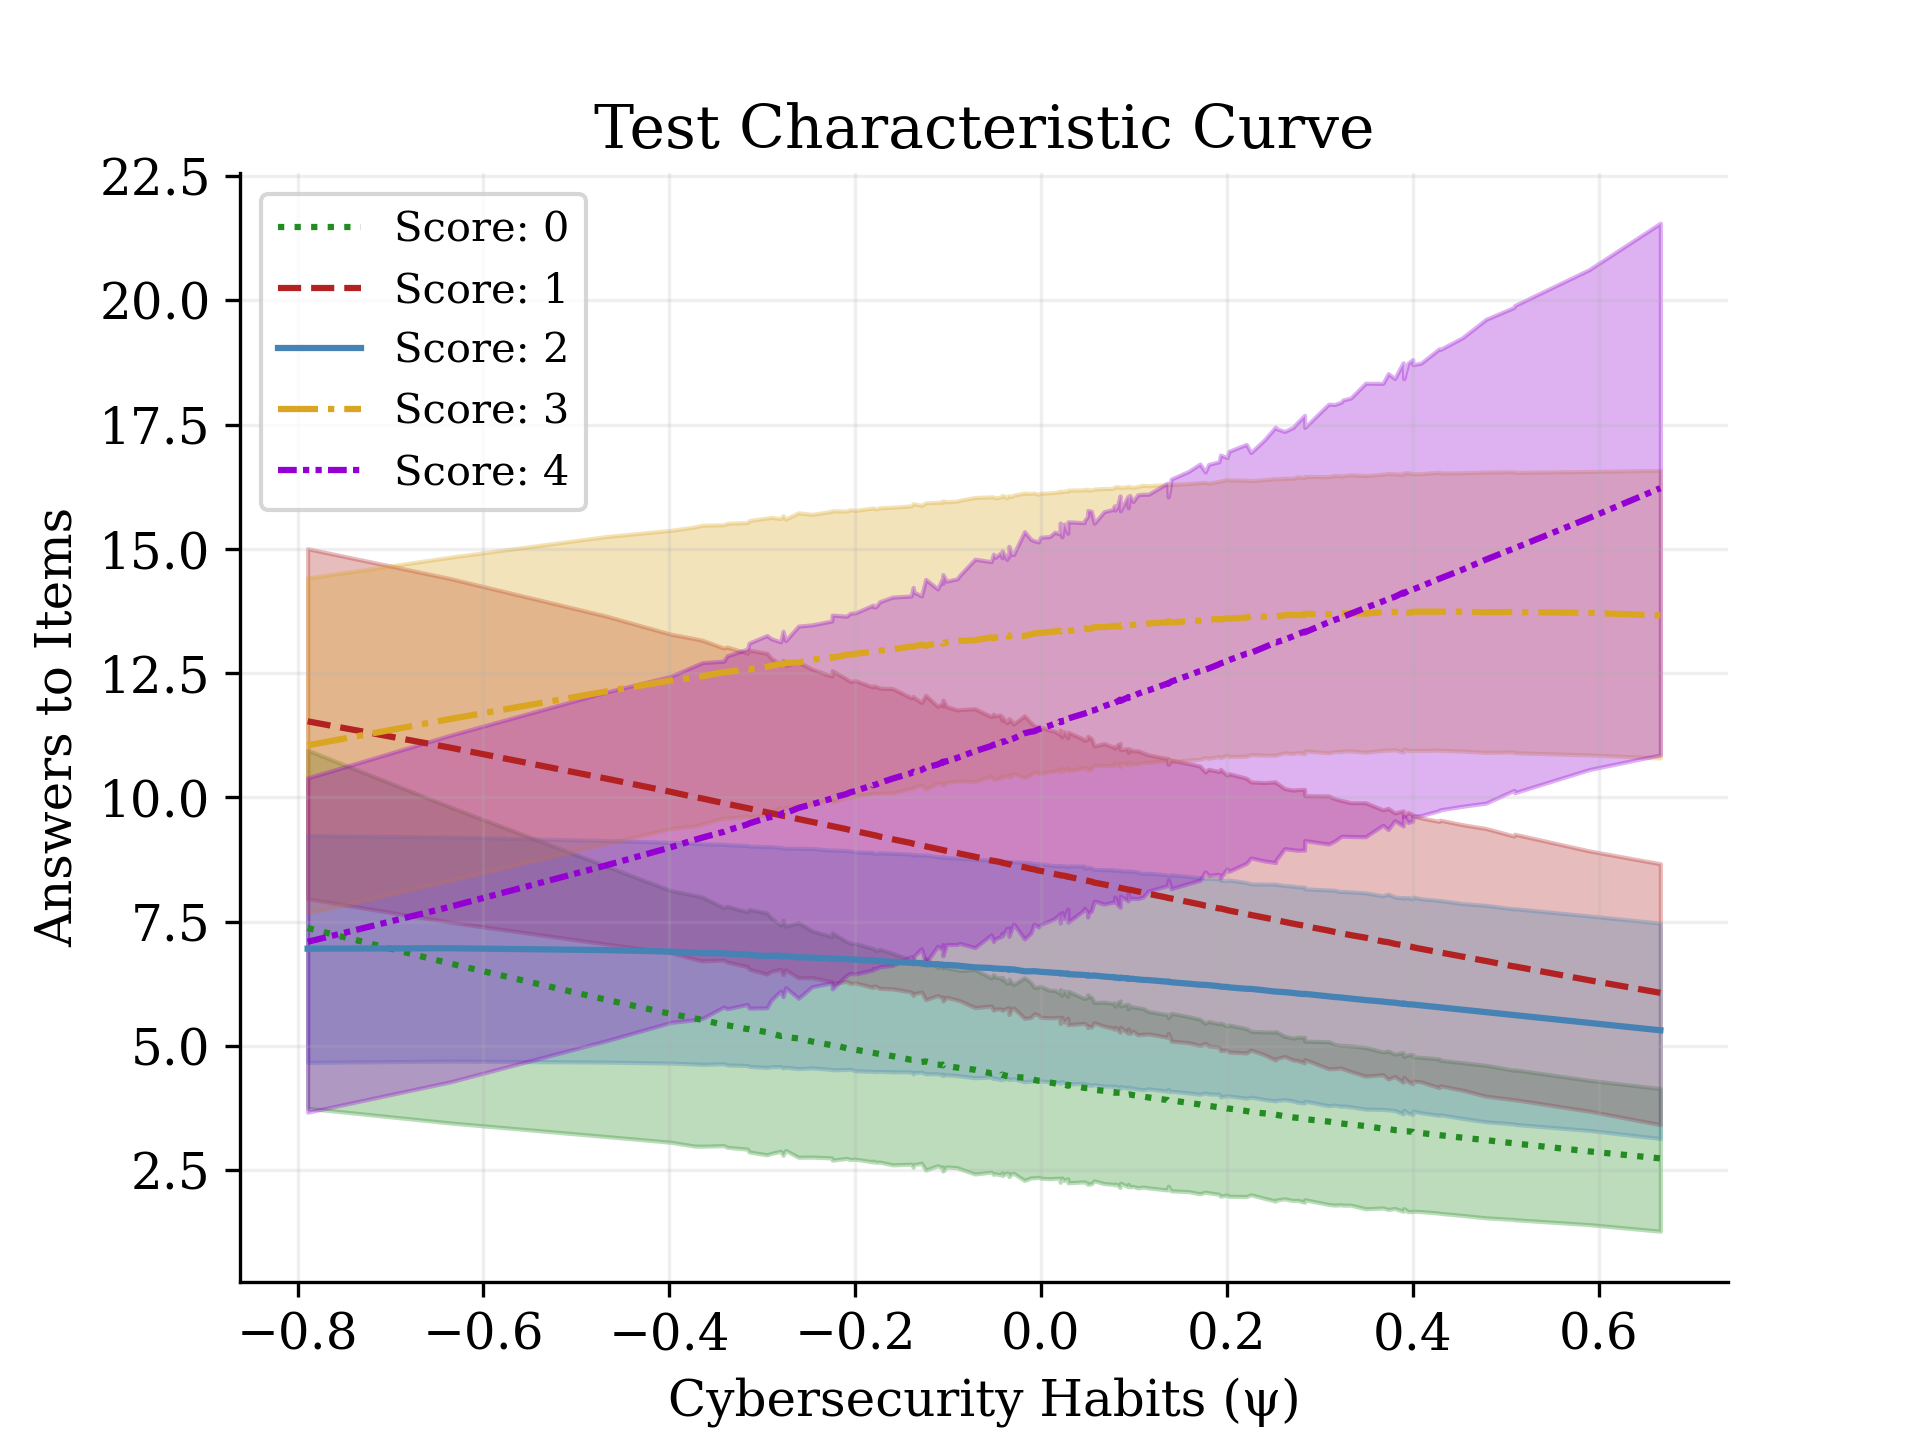 Test Characteristic Curve
22.5
20.0
17.5
15.0
12.5
10.0
7.5
5.0
2.5
Answers to Items
Score: 0
Score: 1
Score: 2
Score: 3
Score: 4
−0.8 −0.6 −0.4 −0.2 0.0 0.2 0.4 0.6
Cybersecurity Habits (ψ)